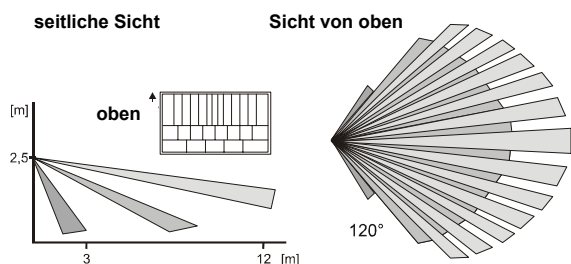 seitliche Sicht
Sicht von oben
[m]
oben
2,5
120°
3
12
[m]